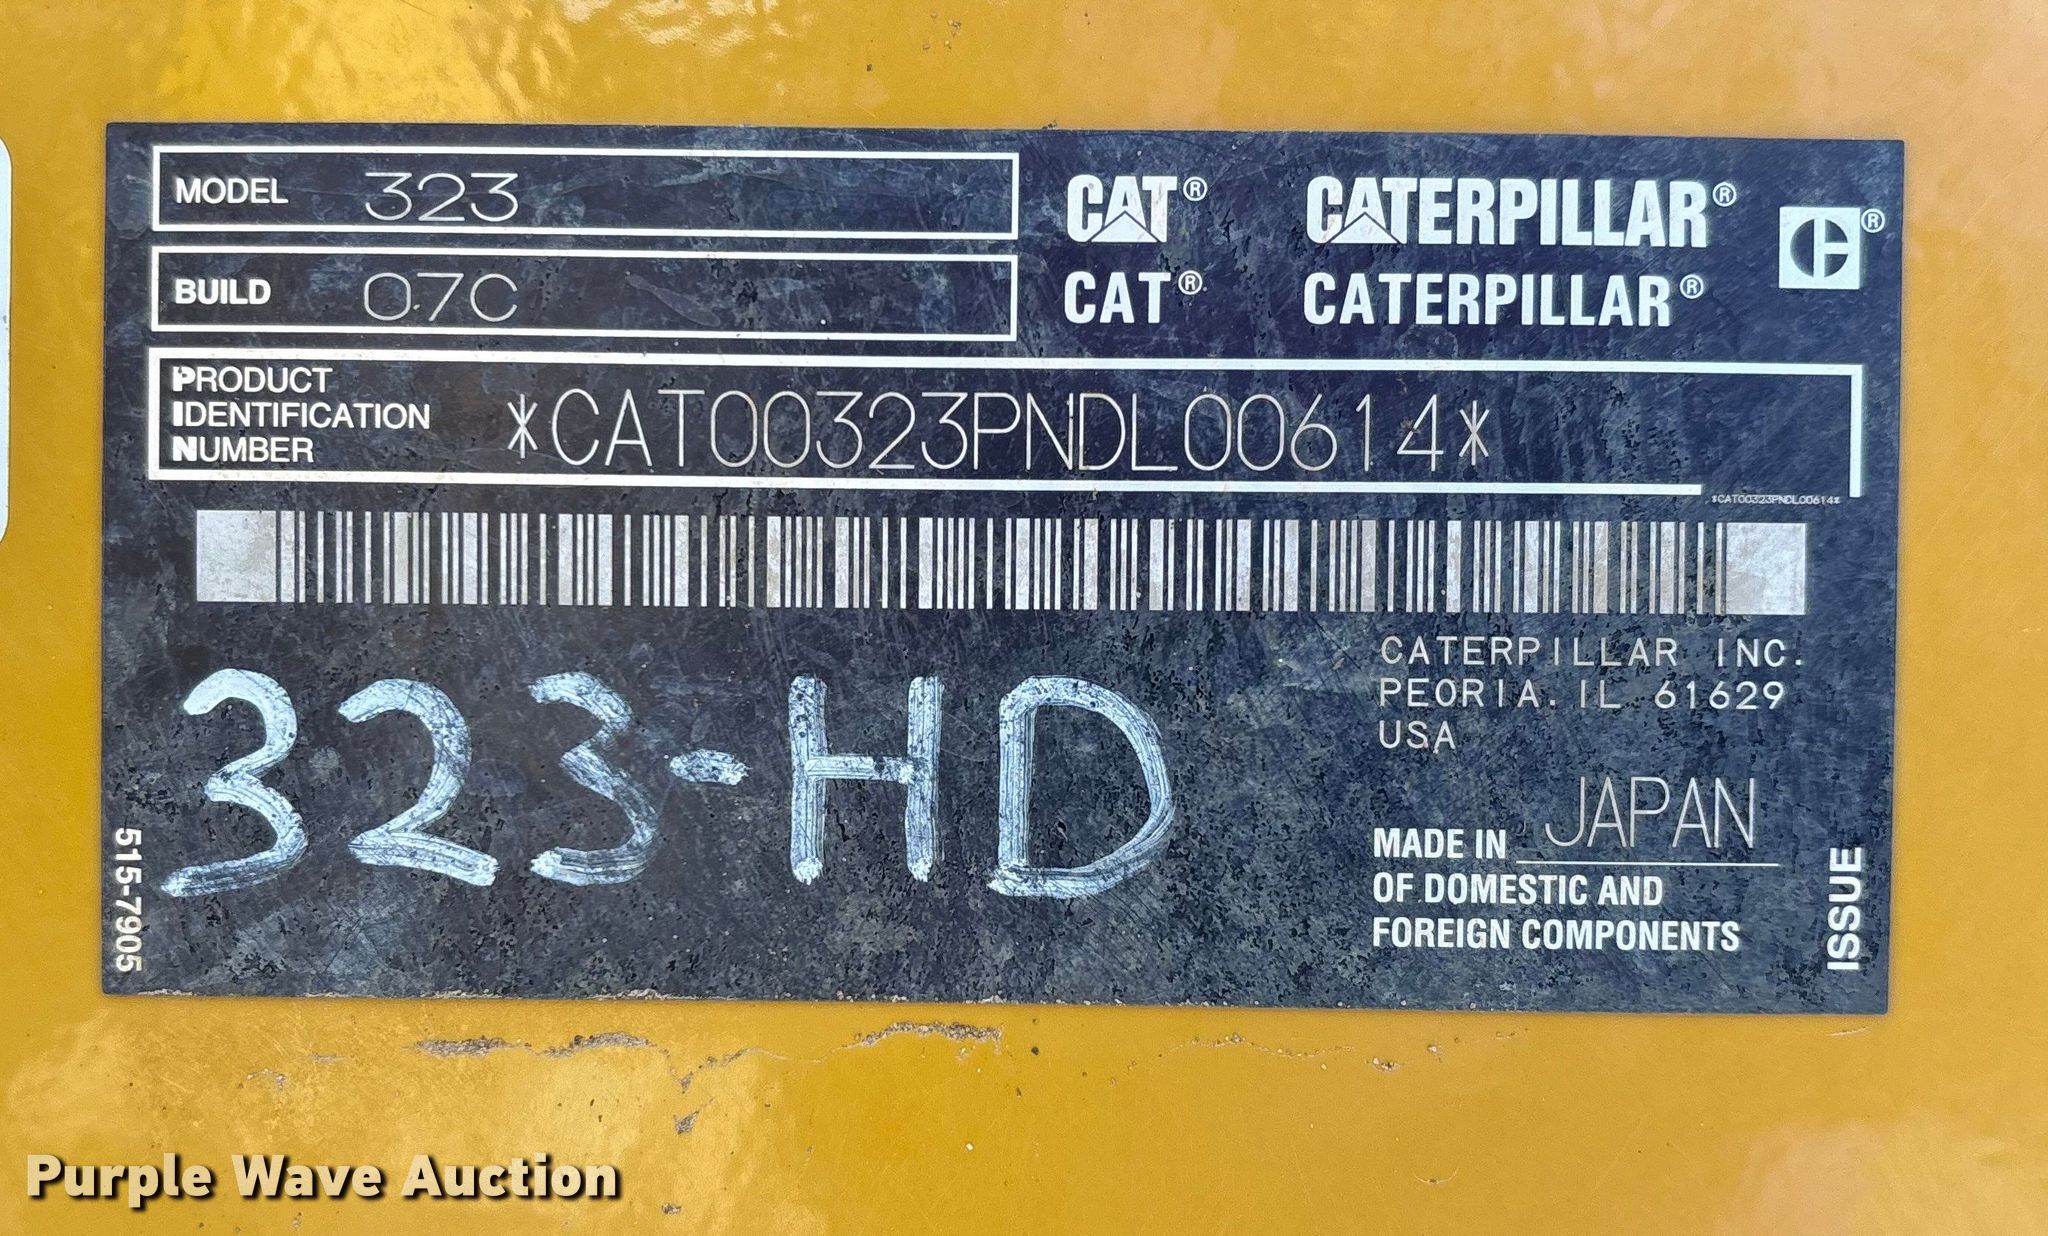 MODEL 323
CAT® CATERPILLAR®
BUILD 07C
CAT® CATERPILLAR®
PRODUCT
IDENTIFICATION
NUMBER
*CAT00323PNDL00614*
*CAT00323PNDL00614*
CATERPILLAR INC.
PEORIA. IL 61629
USA
323-HD
MADE IN JAPAN
OF DOMESTIC AND
FOREIGN COMPONENTS
515-7905
ISSUE
Purple Wave Auction